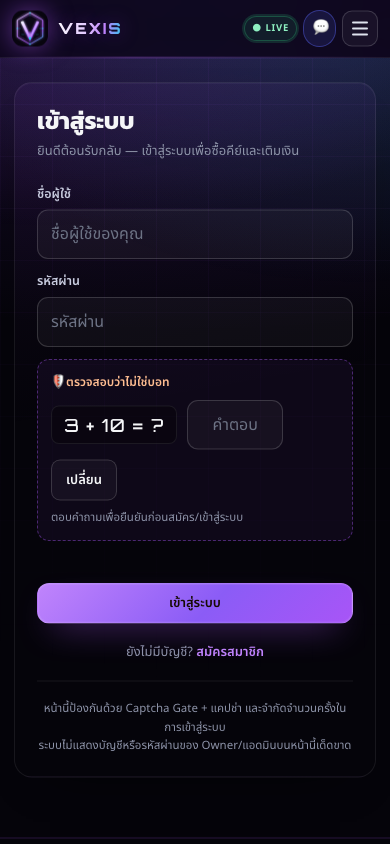 VEXIS
LIVE
เข้าสู่ระบบ
ยินดีต้อนรับกลับ — เข้าสู่ระบบเพื่อซื้อคีย์และเติมเงิน
ชื่อผู้ใช้
ชื่อผู้ใช้ของคุณ
รหัสผ่าน
รหัสผ่าน
ตรวจสอบว่าไม่ใช่บอท
3 + 10 = ?
คำตอบ
เปลี่ยน
ตอบคำถามเพื่อยืนยันก่อนสมัคร/เข้าสู่ระบบ
เข้าสู่ระบบ
ยังไม่มีบัญชี? สมัครสมาชิก
หน้านี้ป้องกันด้วย Captcha Gate + แคปช่า และจำกัดจำนวนครั้งใน
การเข้าสู่ระบบ
ระบบไม่แสดงบัญชีหรือรหัสผ่านของ Owner/แอดมินบนหน้านี้เด็ดขาด